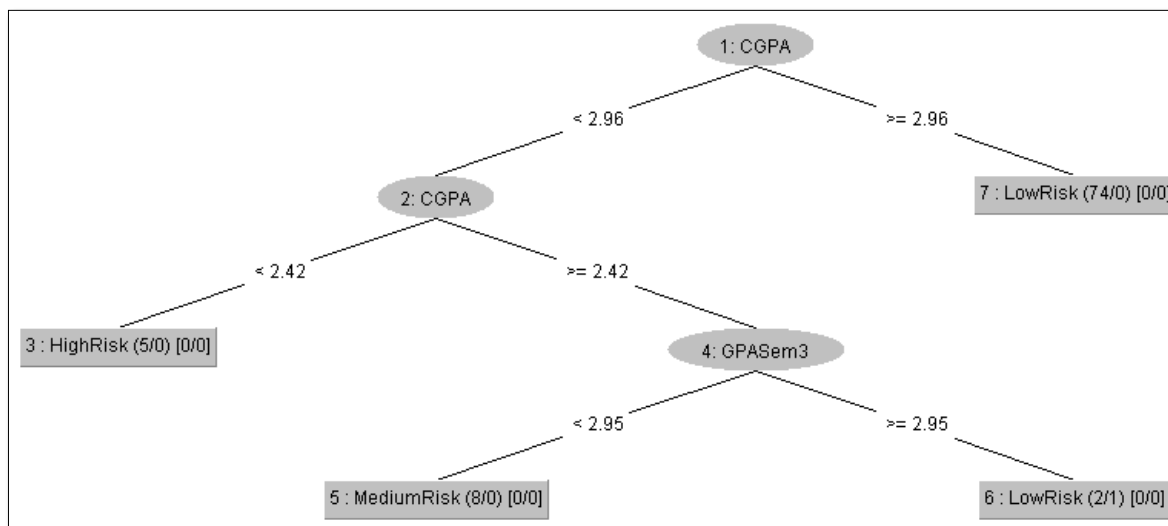 1: CGPA
< 2.96
>= 2.96
2: CGPA
7 : LowRisk (74/0) [0/0]
< 2.42
>= 2.42
3 : HighRisk (5/0) [0/0]
4: GPASem3
< 2.95
>= 2.95
5 : MediumRisk (8/0) [0/0]
6 : LowRisk (2/1) [0/0]